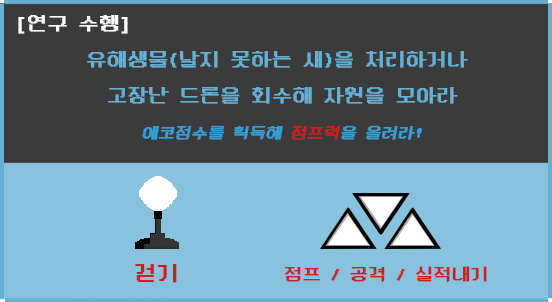 [연구 수행]
유해생물(날지 못하는 새)을 처리하거나
고장난 드론을 회수해 자원을 모아라
에코점수를 획득해 점프력을 올려라!
걷기
점프 / 공격 / 실적내기